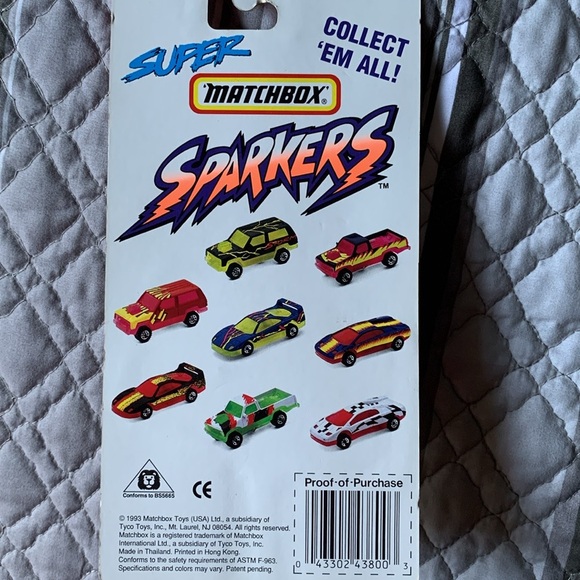 SUPER
COLLECT
'EM ALL!
"MATCHBOX"®
SPARKERS™
Conforms to BS5665
CE
Proof-of-Purchase
0 43302 43800 3
© 1993 Matchbox Toys (USA) Ltd., a subsidiary of
Tyco Toys, Inc., Mt. Laurel, NJ 08054. All rights reserved.
Matchbox is a registered trademark of Matchbox
International Ltd., a subsidiary of Tyco Toys, Inc.
Made in Thailand. Printed in Hong Kong.
Conforms to the safety requirements of ASTM F-963.
Specifications and colors may vary. Patent pending.